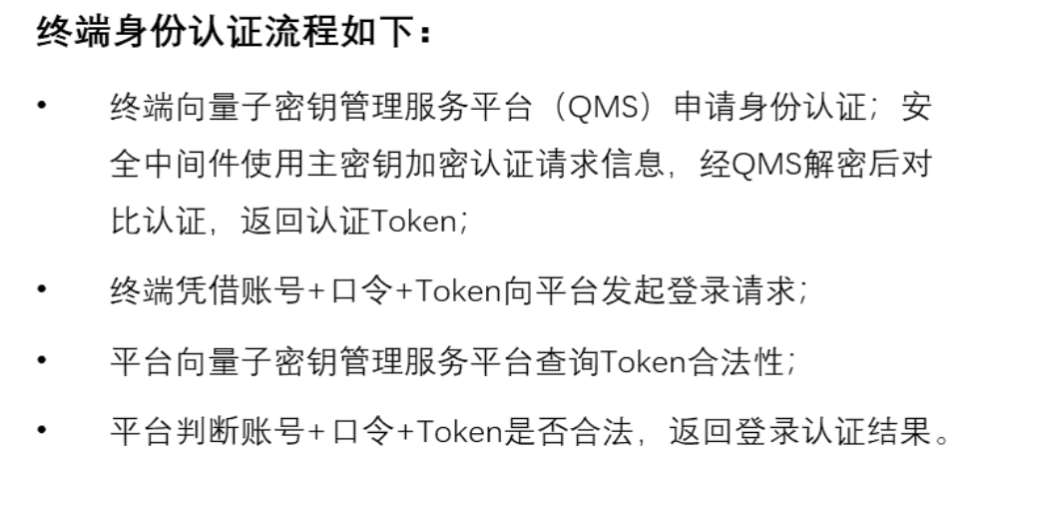 终端身份认证流程如下：
• 终端向量子密钥管理服务平台（QMS）申请身份认证；安
全中间件使用主密钥加密认证请求信息，经QMS解密后对
比认证，返回认证Token；
• 终端凭借账号+口令+Token向平台发起登录请求；
• 平台向量子密钥管理服务平台查询Token合法性；
• 平台判断账号+口令+Token是否合法，返回登录认证结果。